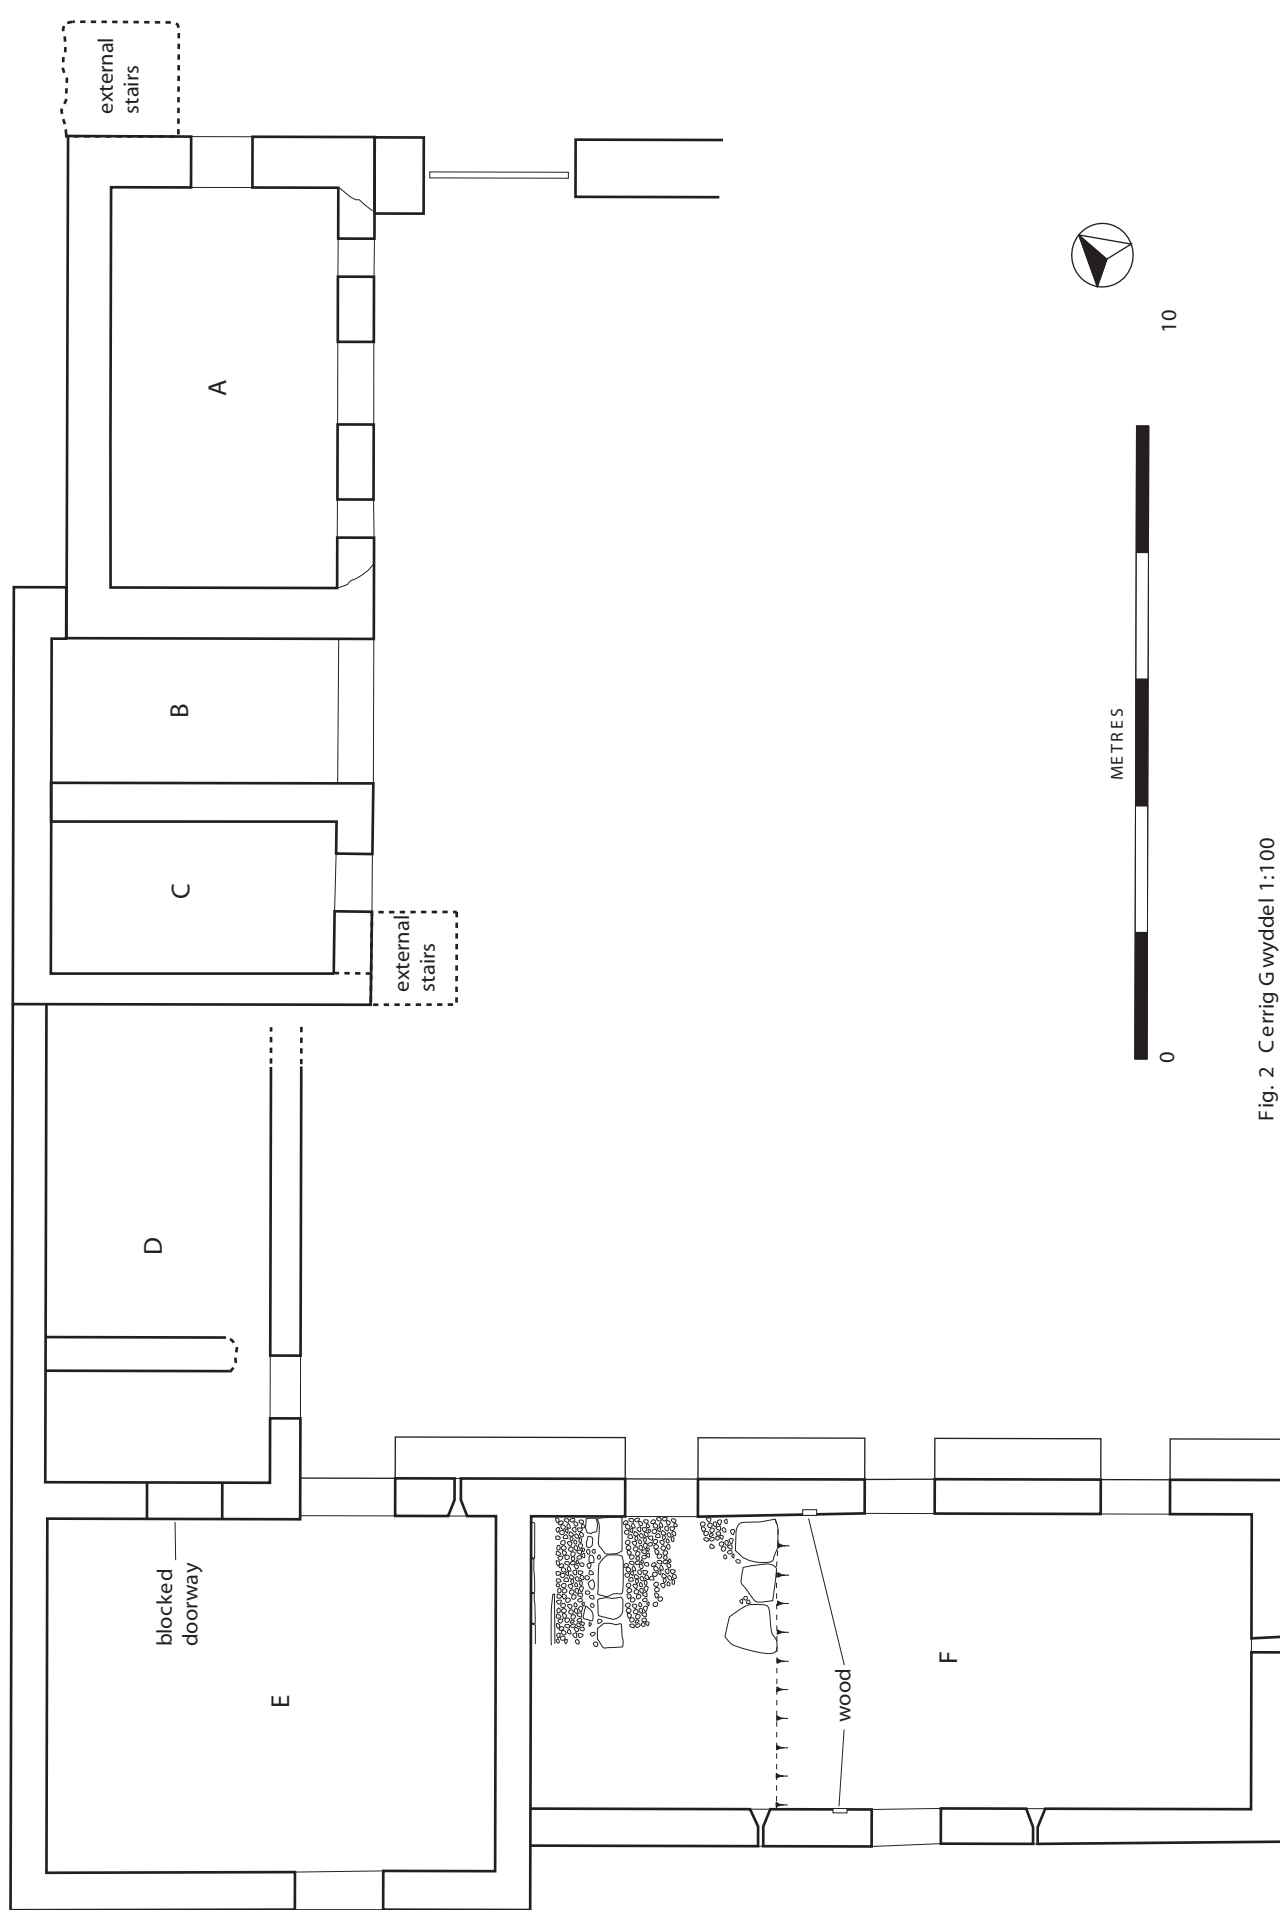 external
stairs
A
B
C
external
stairs
D
blocked
doorway
E
wood
F
METRES
0
10
Fig. 2 Cerrig Gwyddel 1:100